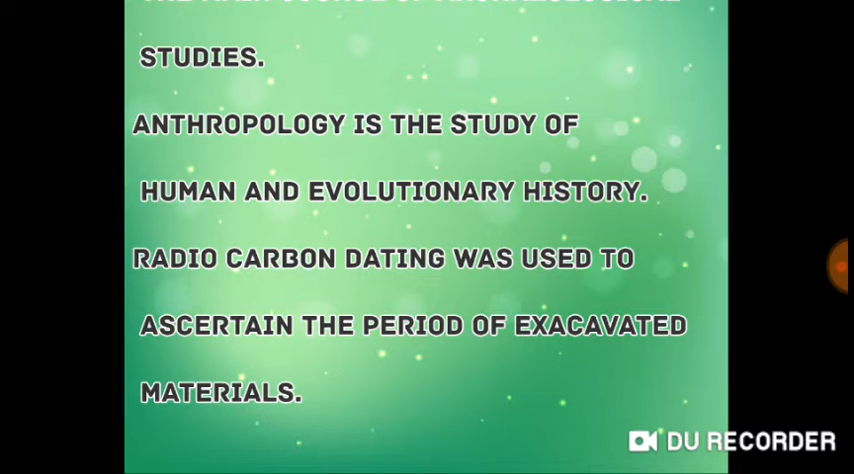 STUDIES.
ANTHROPOLOGY IS THE STUDY OF
HUMAN AND EVOLUTIONARY HISTORY.
RADIO CARBON DATING WAS USED TO
ASCERTAIN THE PERIOD OF EXACAVATED
MATERIALS.
DU RECORDER